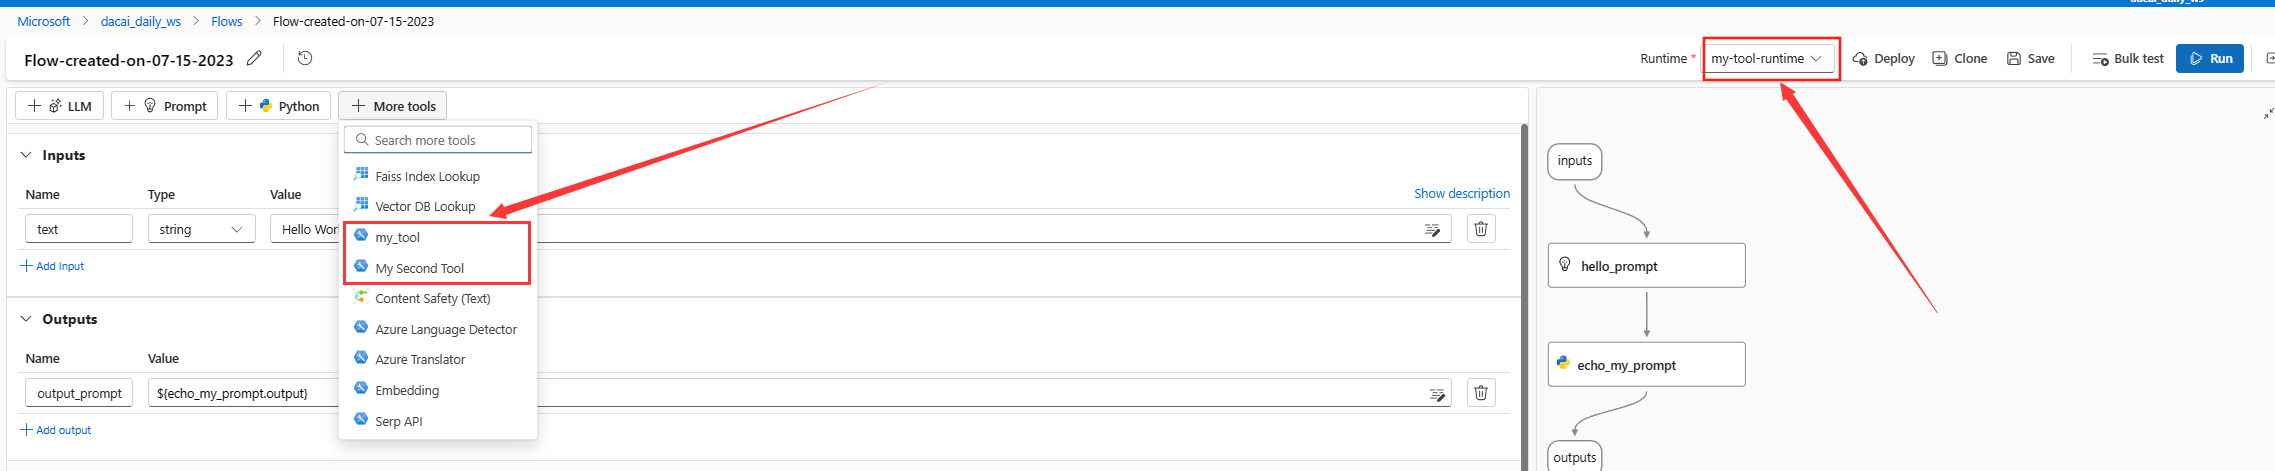 dacai_daily_ws
Microsoft > dacai_daily_ws > Flows > Flow-created-on-07-15-2023
Flow-created-on-07-15-2023
Runtime * my-tool-runtime Deploy Clone Save Bulk test Run
+ LLM + Prompt + Python + More tools
Search more tools
Faiss Index Lookup
Vector DB Lookup
my_tool
My Second Tool
Content Safety (Text)
Azure Language Detector
Azure Translator
Embedding
Serp API
Inputs
Name Type Value
Show description
text string Hello Wor
+ Add Input
Outputs
Name Value
output_prompt ${echo_my_prompt.output}
+ Add output
inputs
hello_prompt
echo_my_prompt
outputs